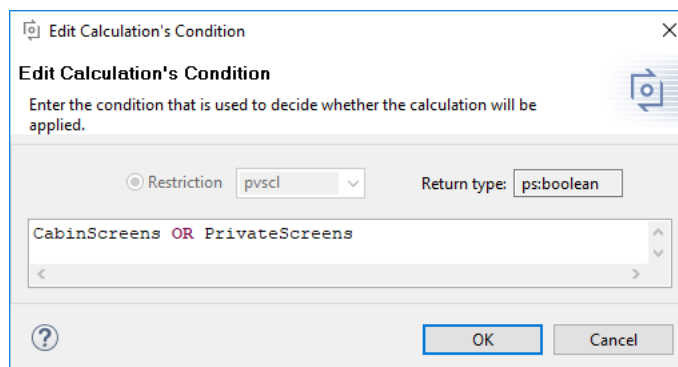 Edit Calculation's Condition
Edit Calculation's Condition
Enter the condition that is used to decide whether the calculation will be
applied.
Restriction pvscl Return type: ps:boolean
CabinScreens OR PrivateScreens
? OK Cancel